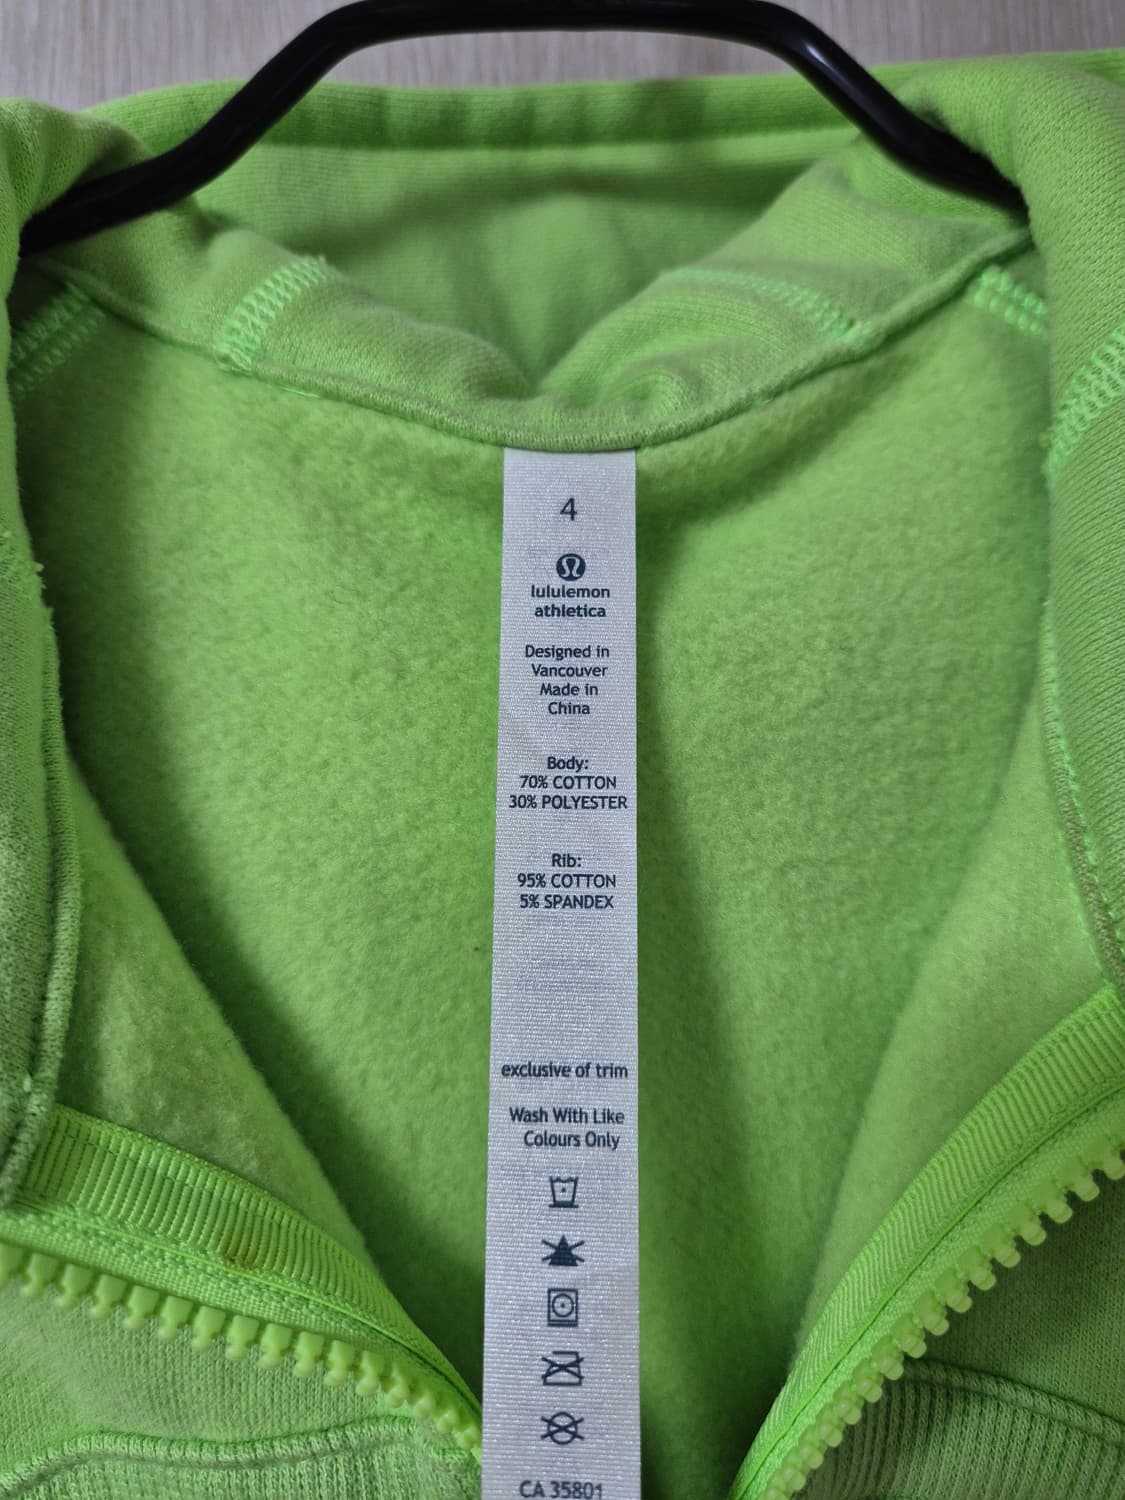 4
lululemon
athletica
Designed in
Vancouver
Made in
China
Body:
70% COTTON
30% POLYESTER
Rib:
95% COTTON
5% SPANDEX
exclusive of trim
Wash With Like
Colours Only
CA 35801